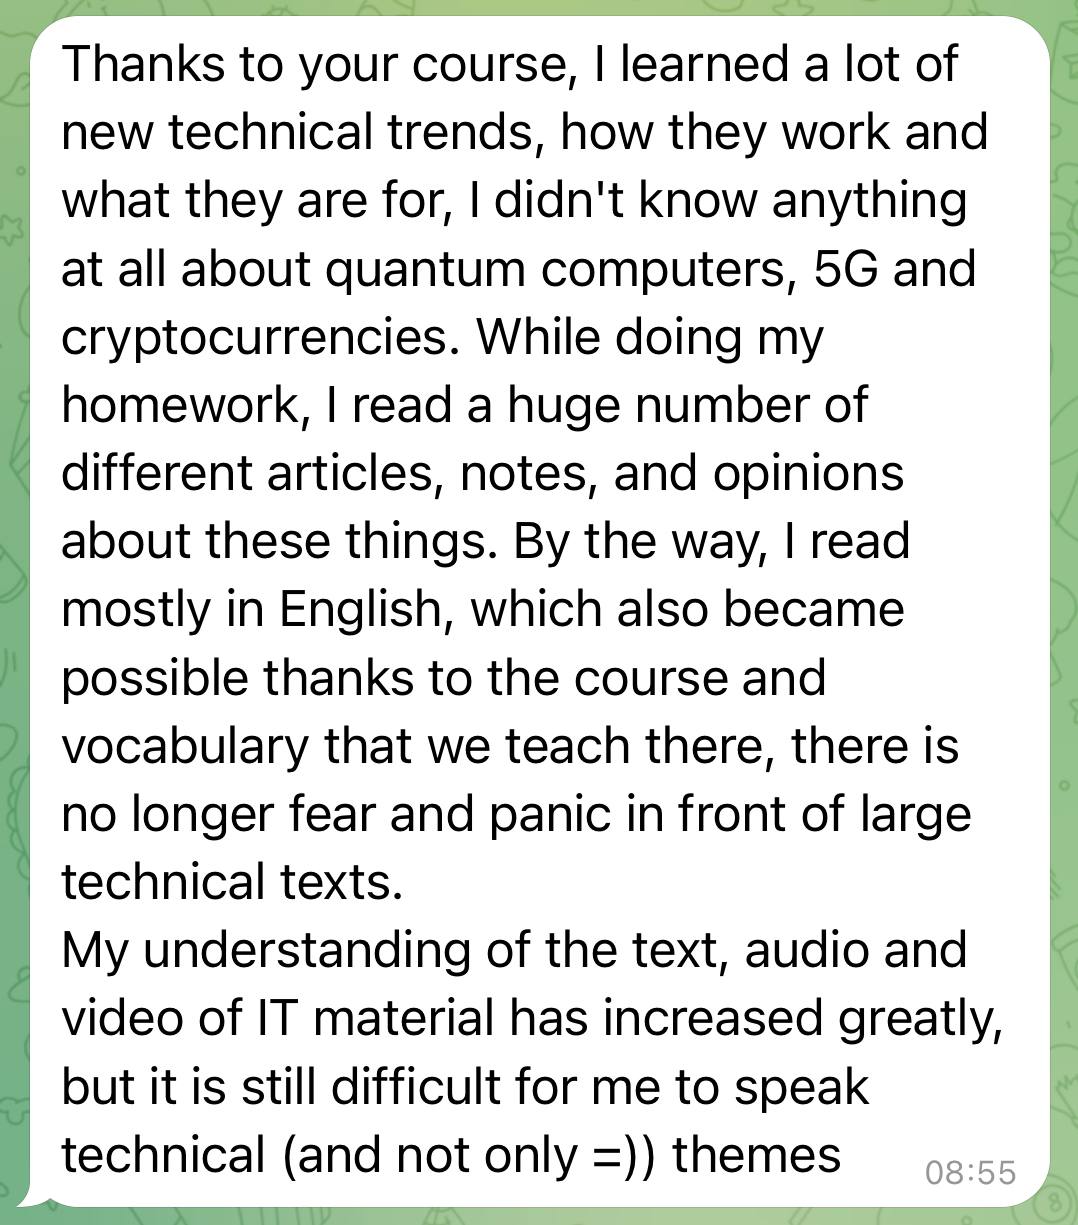 Thanks to your course, I learned a lot of
new technical trends, how they work and
what they are for, I didn't know anything
at all about quantum computers, 5G and
cryptocurrencies. While doing my
homework, I read a huge number of
different articles, notes, and opinions
about these things. By the way, I read
mostly in English, which also became
possible thanks to the course and
vocabulary that we teach there, there is
no longer fear and panic in front of large
technical texts.
My understanding of the text, audio and
video of IT material has increased greatly,
but it is still difficult for me to speak
technical (and not only =)) themes
08:55